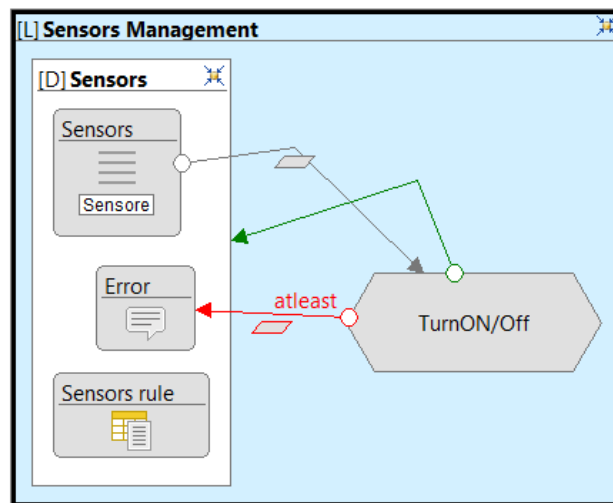 [L] Sensors Management
[D] Sensors
Sensors
Sensore
Error
atleast
TurnON/Off
Sensors rule